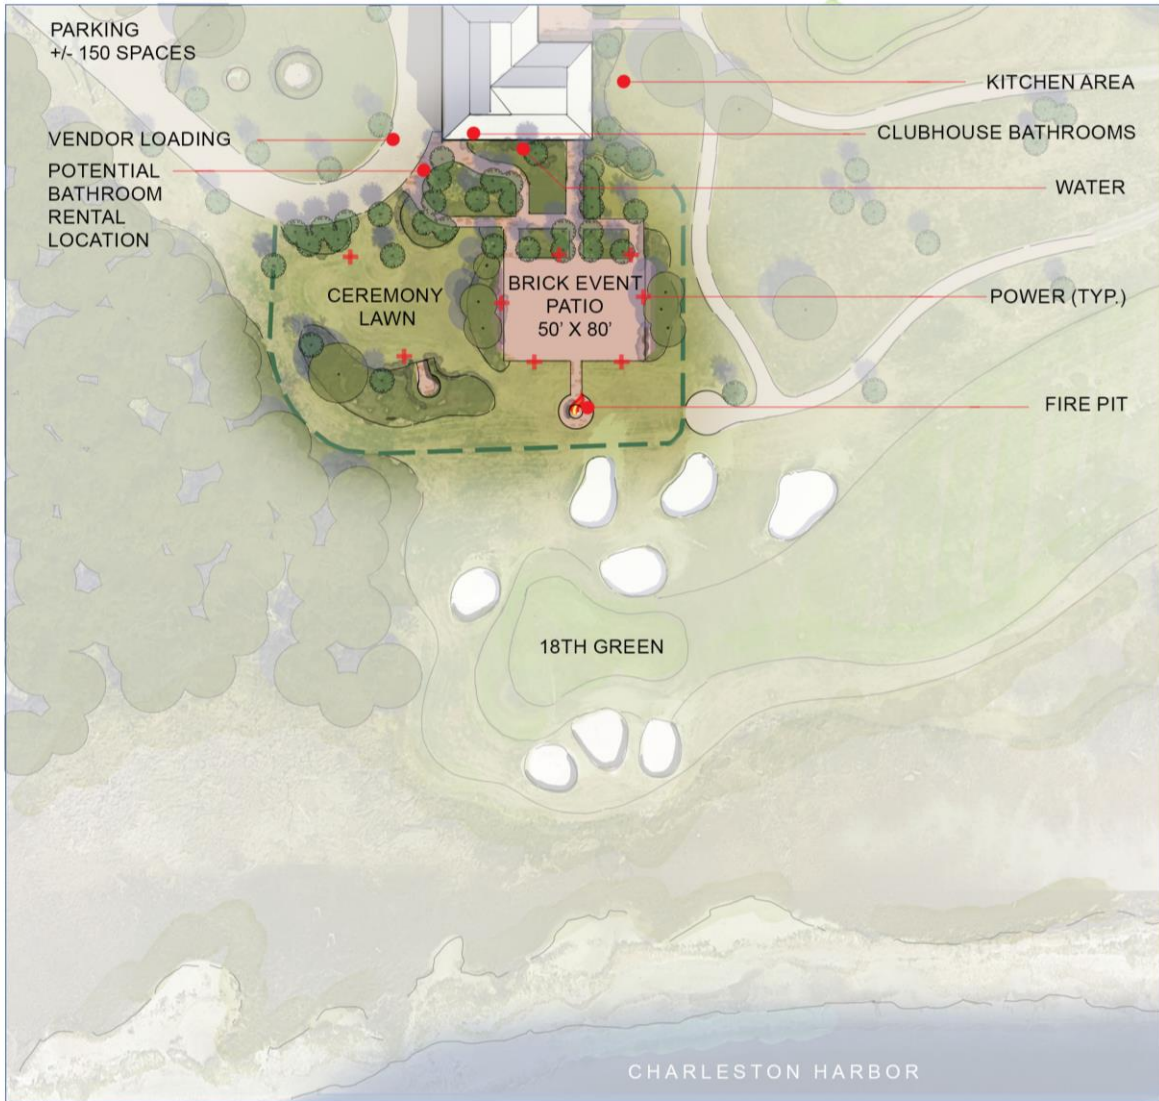 PARKING
+/- 150 SPACES
KITCHEN AREA
VENDOR LOADING
CLUBHOUSE BATHROOMS
POTENTIAL
BATHROOM
RENTAL
LOCATION
WATER
CEREMONY
LAWN
BRICK EVENT
PATIO
50' X 80'
POWER (TYP.)
FIRE PIT
18TH GREEN
CHARLESTON HARBOR